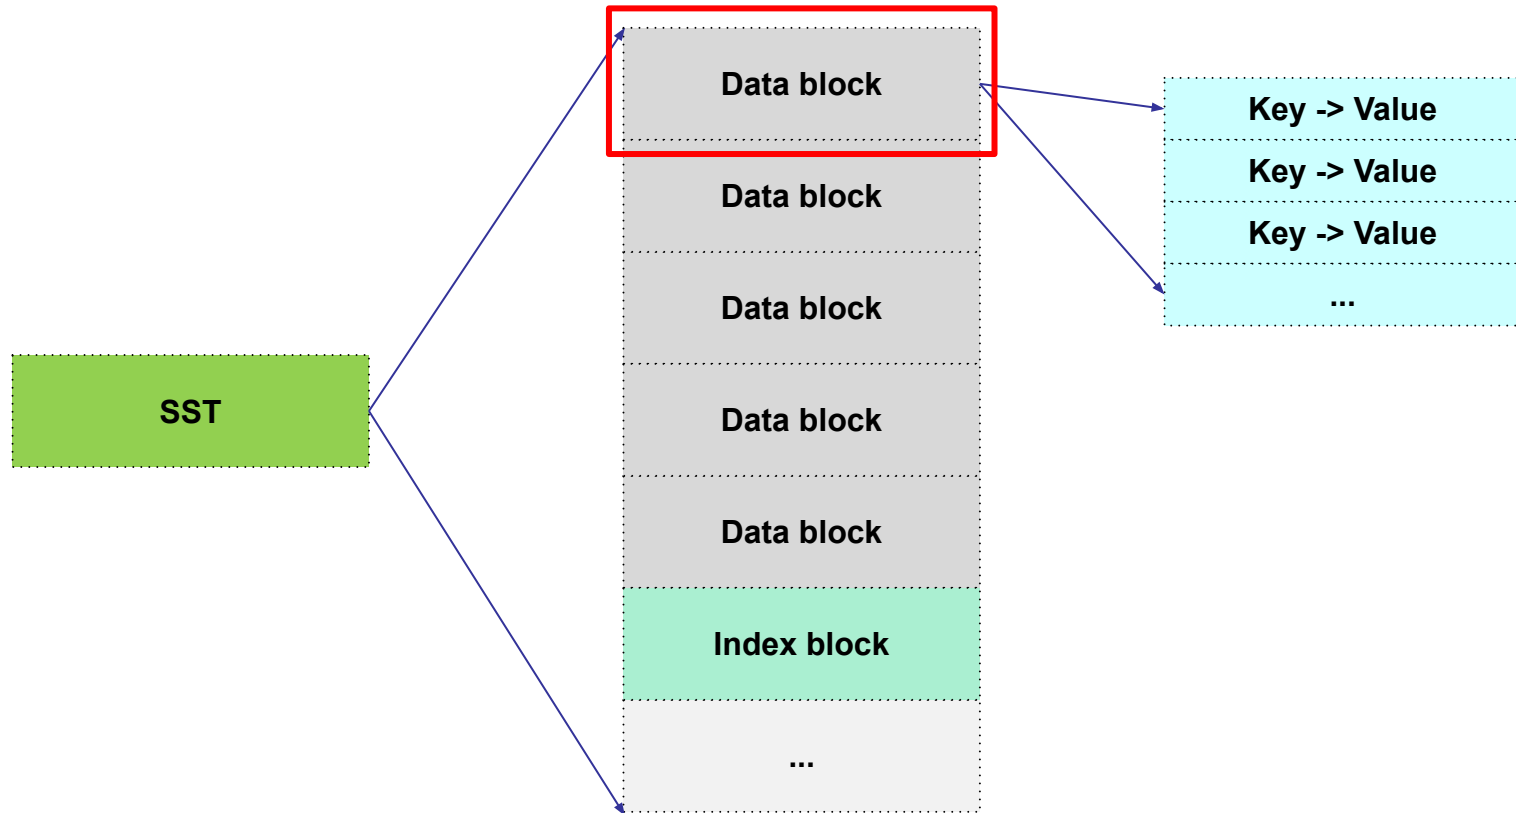 SST
Data block
Data block
Data block
Data block
Data block
Index block
...
Key -> Value
Key -> Value
Key -> Value
...